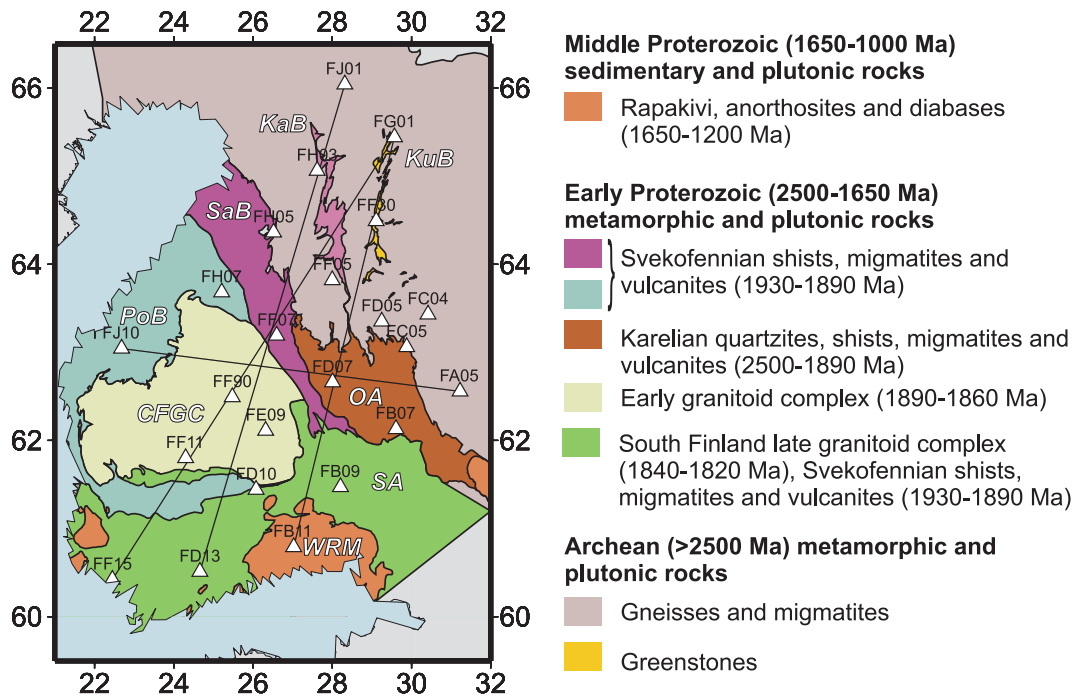 22 24 26 28 30 32
66 66
64 64
62 62
60 60
22 24 26 28 30 32
FJ01
KaB
FG01
FH93
KuB
SaB
FH05
FF30
FH07
FF05
PoB
FD05
FC04
FJ10
FF07
EC05
FD07
FA05
FF90
OA
CFGC
FE09
FB07
FF11
FD10
FB09
SA
FB11
WRM
FF15
FD13
Middle Proterozoic (1650-1000 Ma)
sedimentary and plutonic rocks
Rapakivi, anorthosites and diabases
(1650-1200 Ma)
Early Proterozoic (2500-1650 Ma)
metamorphic and plutonic rocks
Svekofennian shists, migmatites and
vulcanites (1930-1890 Ma)
Karelian quartzites, shists, migmatites and
vulcanites (2500-1890 Ma)
Early granitoid complex (1890-1860 Ma)
South Finland late granitoid complex
(1840-1820 Ma), Svekofennian shists,
migmatites and vulcanites (1930-1890 Ma)
Archean (>2500 Ma) metamorphic and
plutonic rocks
Gneisses and migmatites
Greenstones